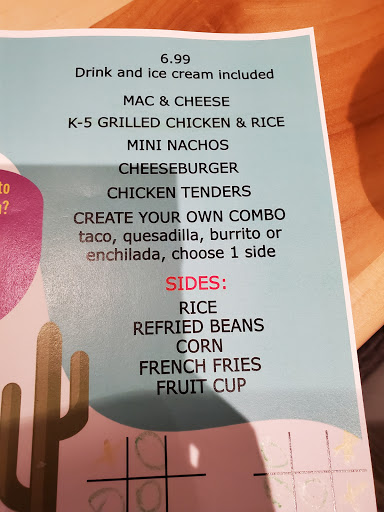 6.99
Drink and ice cream included
MAC & CHEESE
K-5 GRILLED CHICKEN & RICE
MINI NACHOS
CHEESEBURGER
CHICKEN TENDERS
CREATE YOUR OWN COMBO
taco, quesadilla, burrito or
enchilada, choose 1 side
SIDES:
RICE
REFRIED BEANS
CORN
FRENCH FRIES
FRUIT CUP
to
?